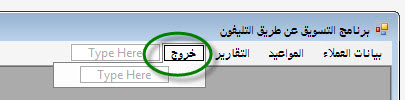 برنامج التسويق عن طريق التليفون
بيانات العملاء المواعيد التقارير خروج Type Here
Type Here